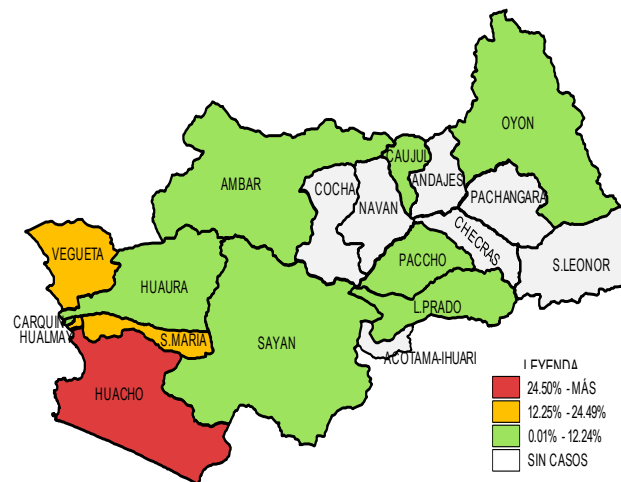 OYON
CAUJUL
AMBAR
COCHA
ANDAJES
NAVAN
PACHANGARA
CHECRAS
VEGUETA
PACCHO
S.LEONOR
HUAURA
L.PRADO
CARQUIN
HUALMAY
S.MARIA
SAYAN
ACOTAMA-IHUARI
HUACHO
LEYENDA
24.50% - MÁS
12.25% - 24.49%
0.01% - 12.24%
SIN CASOS